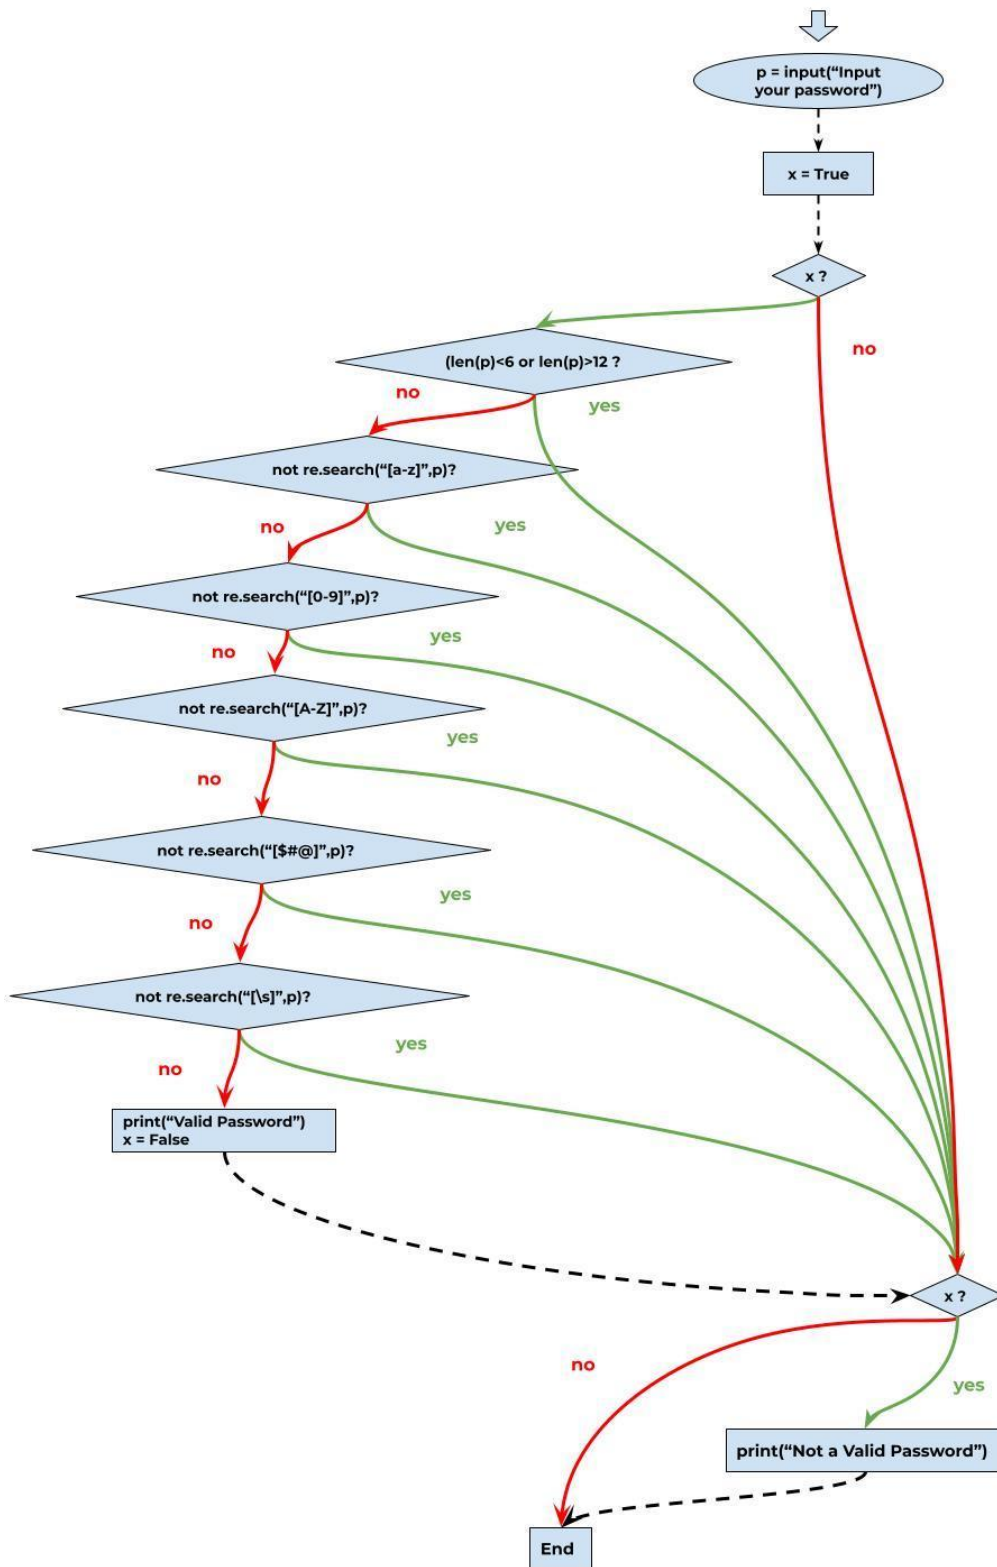 p = input(“Input
your password”)
x = True
x ?
no
(len(p)<6 or len(p)>12 ?
no
yes
not re.search(“[a-z]”,p)?
no
yes
not re.search(“[0-9]”,p)?
no
yes
not re.search(“[A-Z]”,p)?
no
yes
not re.search(“[$#@]”,p)?
no
yes
not re.search(“[\s]”,p)?
no
yes
print(“Valid Password”)
x = False
x ?
no
yes
print(“Not a Valid Password”)
End